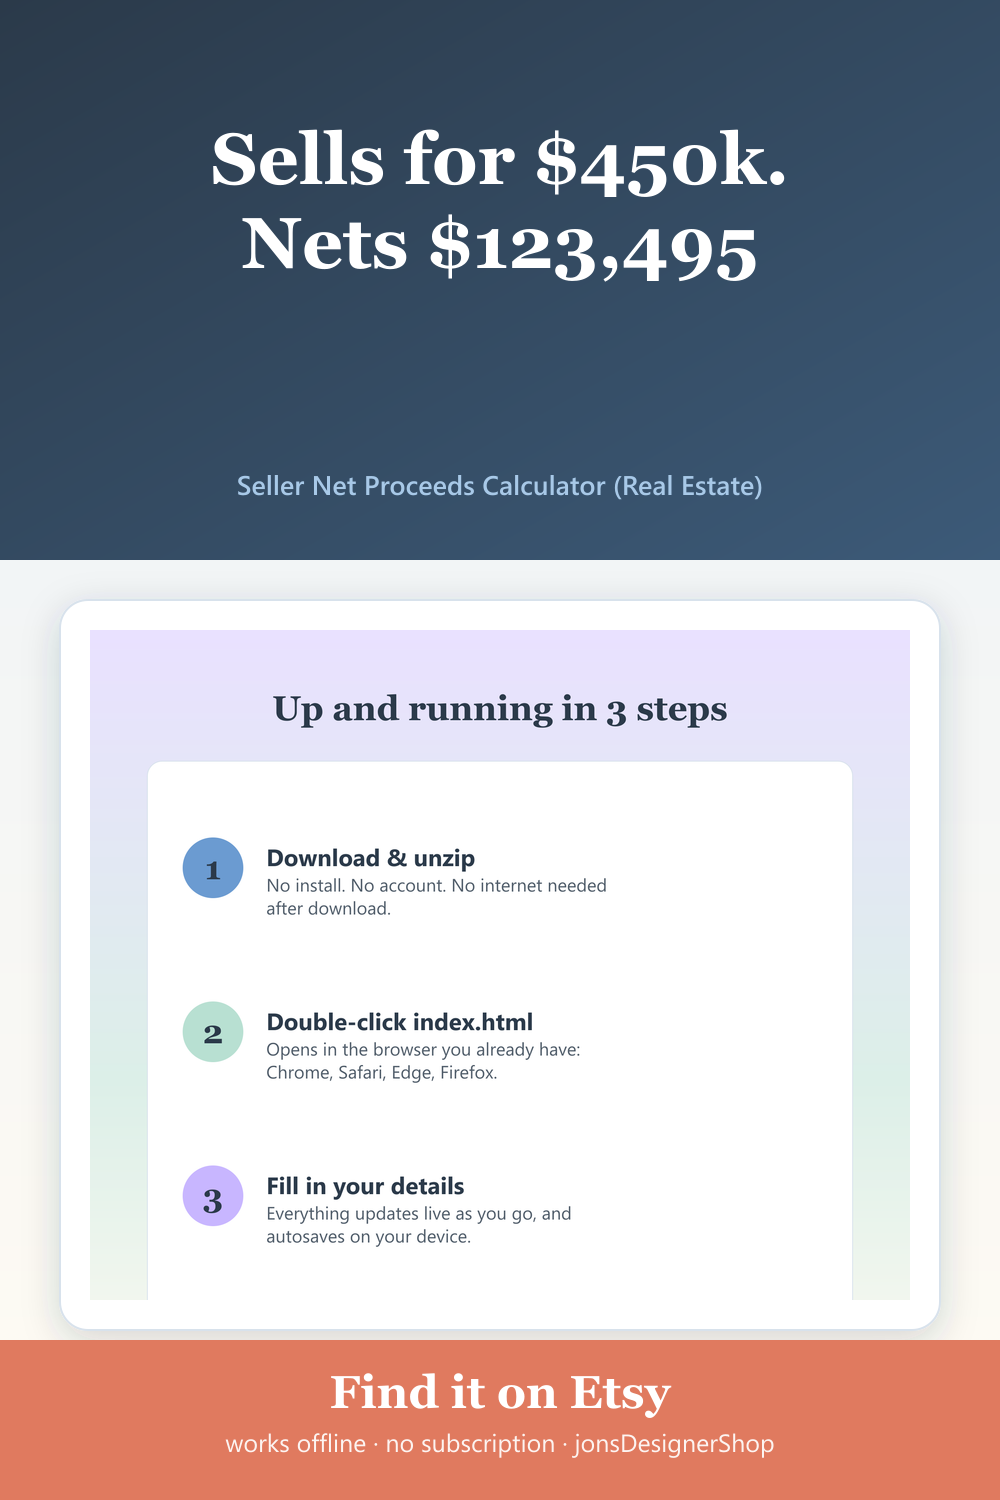 Sells for $450k.
Nets $123,495
Seller Net Proceeds Calculator (Real Estate)
Up and running in 3 steps
1
Download & unzip
No install. No account. No internet needed
after download.
2
Double-click index.html
Opens in the browser you already have:
Chrome, Safari, Edge, Firefox.
3
Fill in your details
Everything updates live as you go, and
autosaves on your device.
Find it on Etsy
works offline · no subscription · jonsDesignerShop